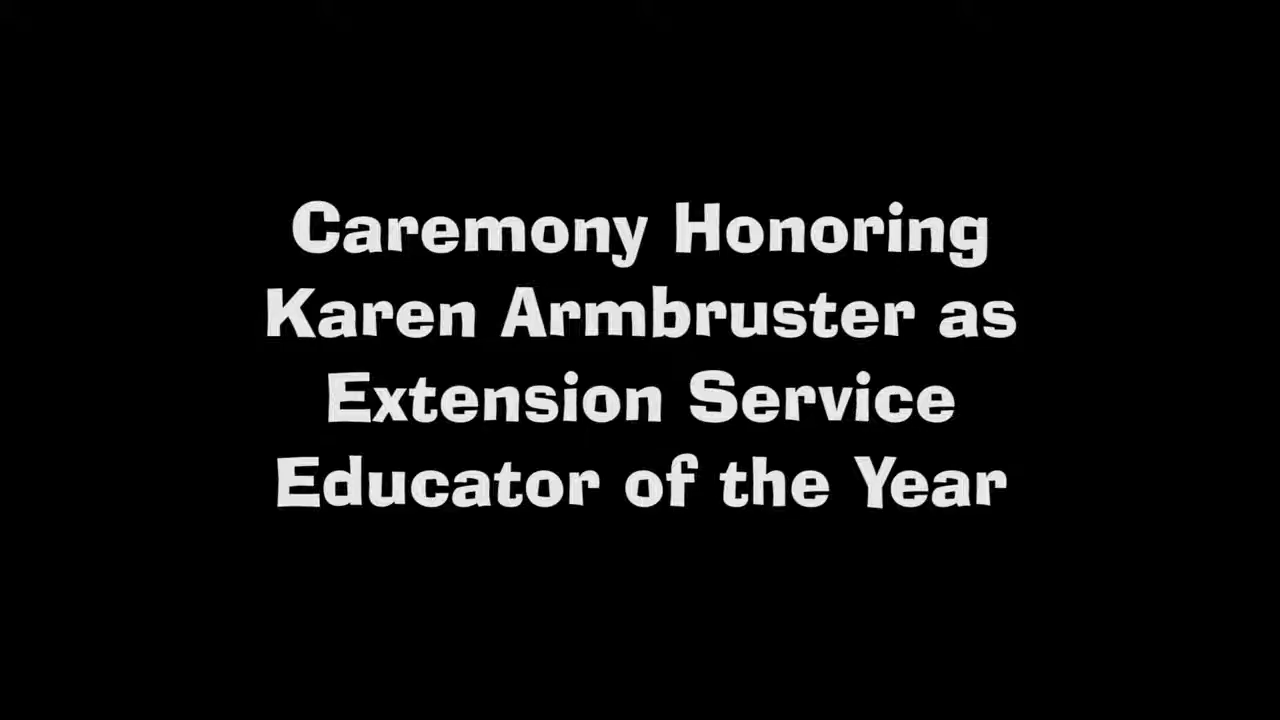 Caremony Honoring
Karen Armbruster as
Extension Service
Educator of the Year